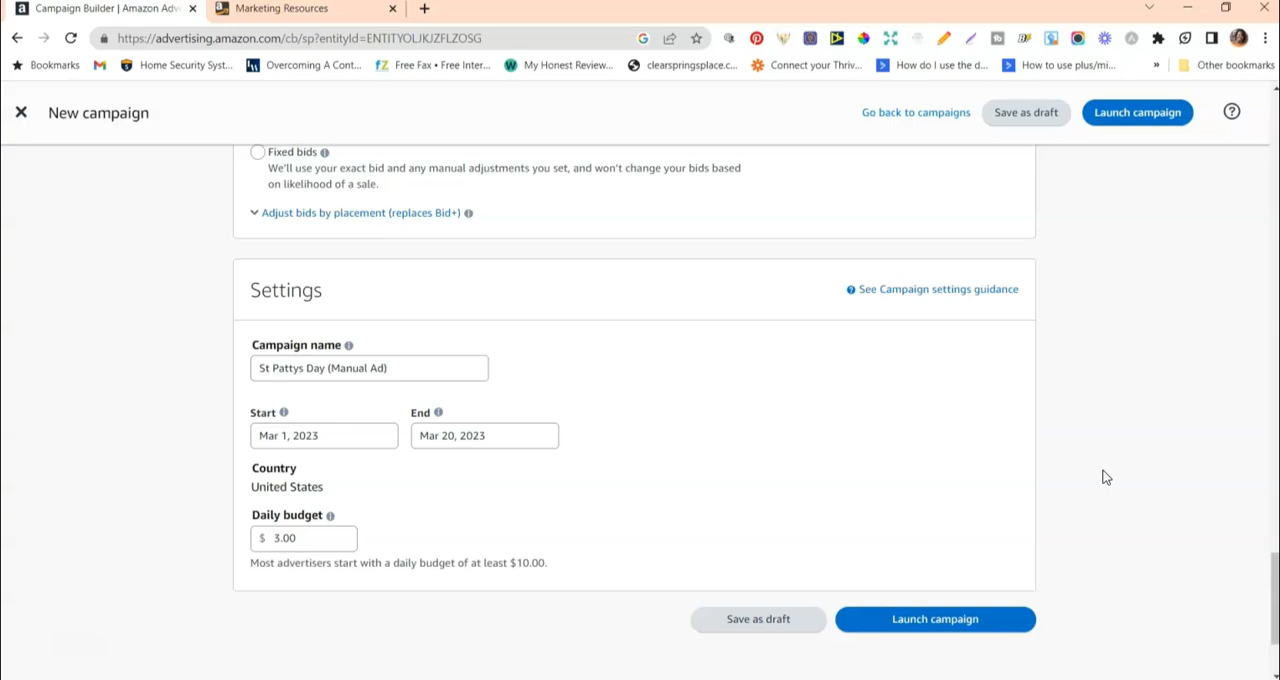 Campaign Builder | Amazon Adv
Marketing Resources
https://advertising.amazon.com/cb/sp?entityId=ENTITYOLJKJZFLZOSG
Bookmarks
Home Security Syst...
Overcoming A Cont...
Free Fax • Free Inter...
My Honest Review...
clearspringsplace.c...
Connect your Thriv...
How do I use the d...
How to use plus/mi...
»
Other bookmarks
New campaign
Go back to campaigns
Save as draft
Launch campaign
Fixed bids
We'll use your exact bid and any manual adjustments you set, and won't change your bids based
on likelihood of a sale.
Adjust bids by placement (replaces Bid+)
Settings
See Campaign settings guidance
Campaign name
St Pattys Day (Manual Ad)
Start
End
Mar 1, 2023
Mar 20, 2023
Country
United States
Daily budget
$ 3.00
Most advertisers start with a daily budget of at least $10.00.
Save as draft
Launch campaign